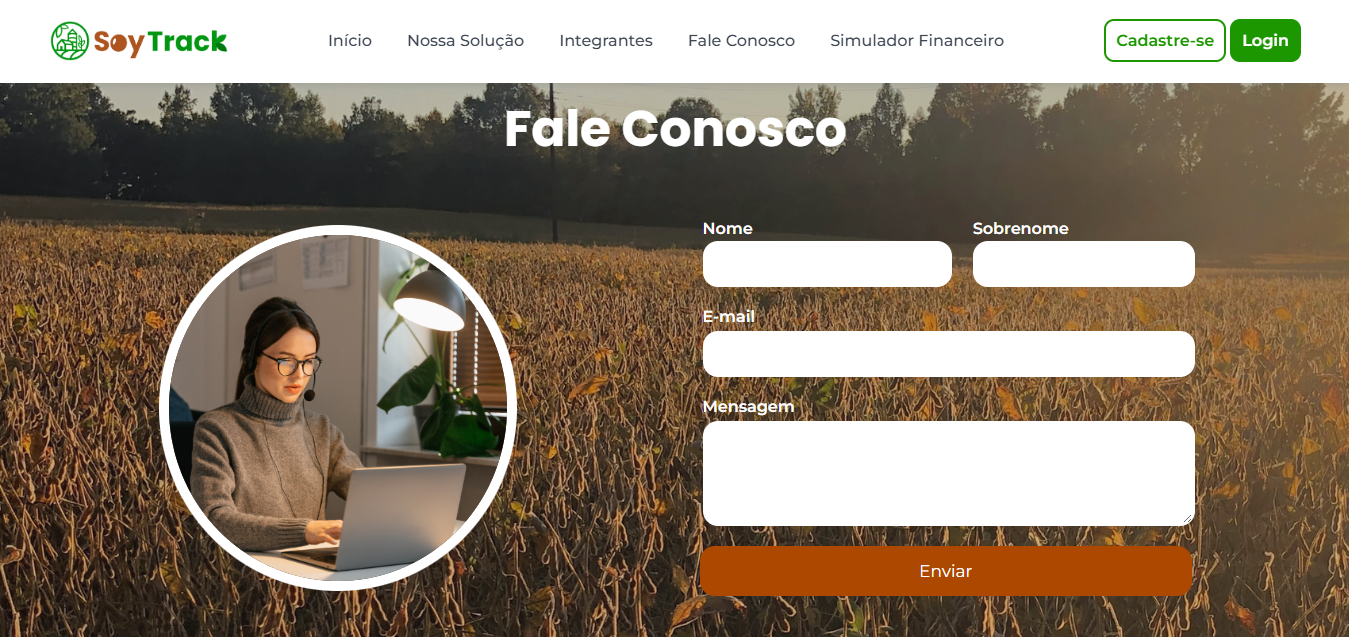 SoyTrack
Início
Nossa Solução
Integrantes
Fale Conosco
Simulador Financeiro
Cadastre-se
Login
Fale Conosco
Nome
Sobrenome
E-mail
Mensagem
Enviar